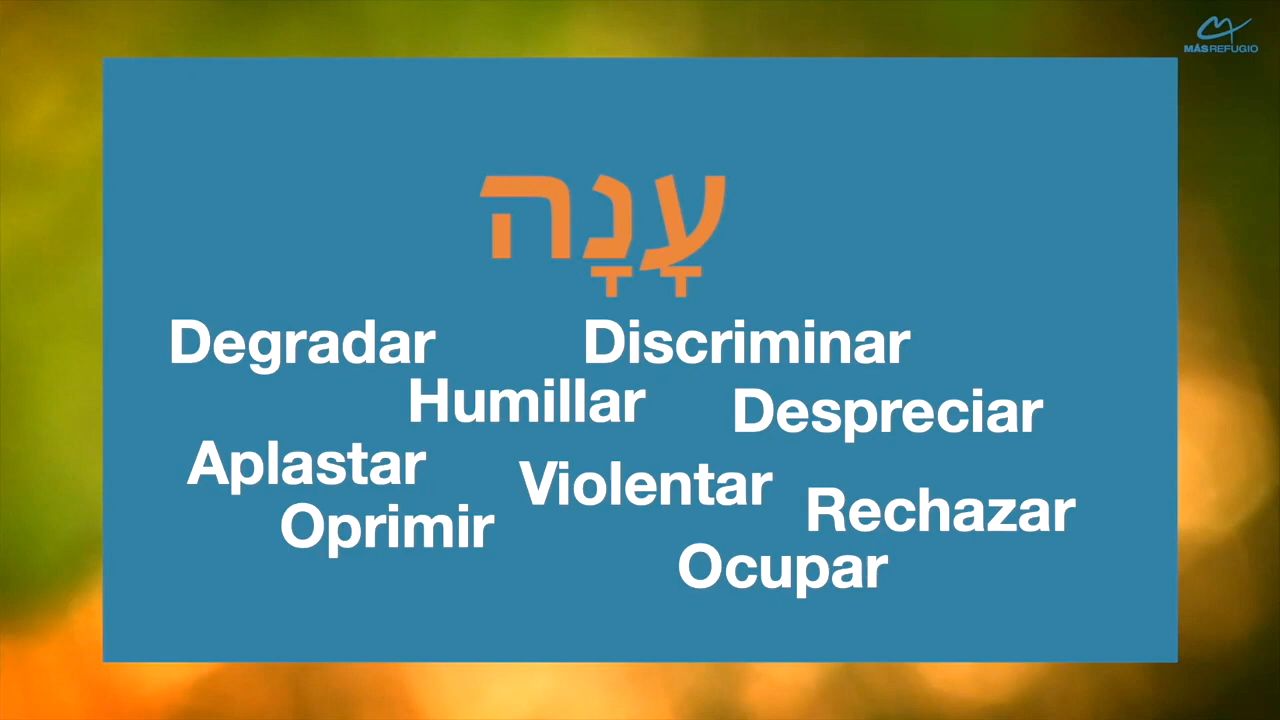 MÁSREFUGIO
עָנָה
Degradar Discriminar
Humillar Despreciar
Aplastar Violentar
Oprimir Rechazar
Ocupar